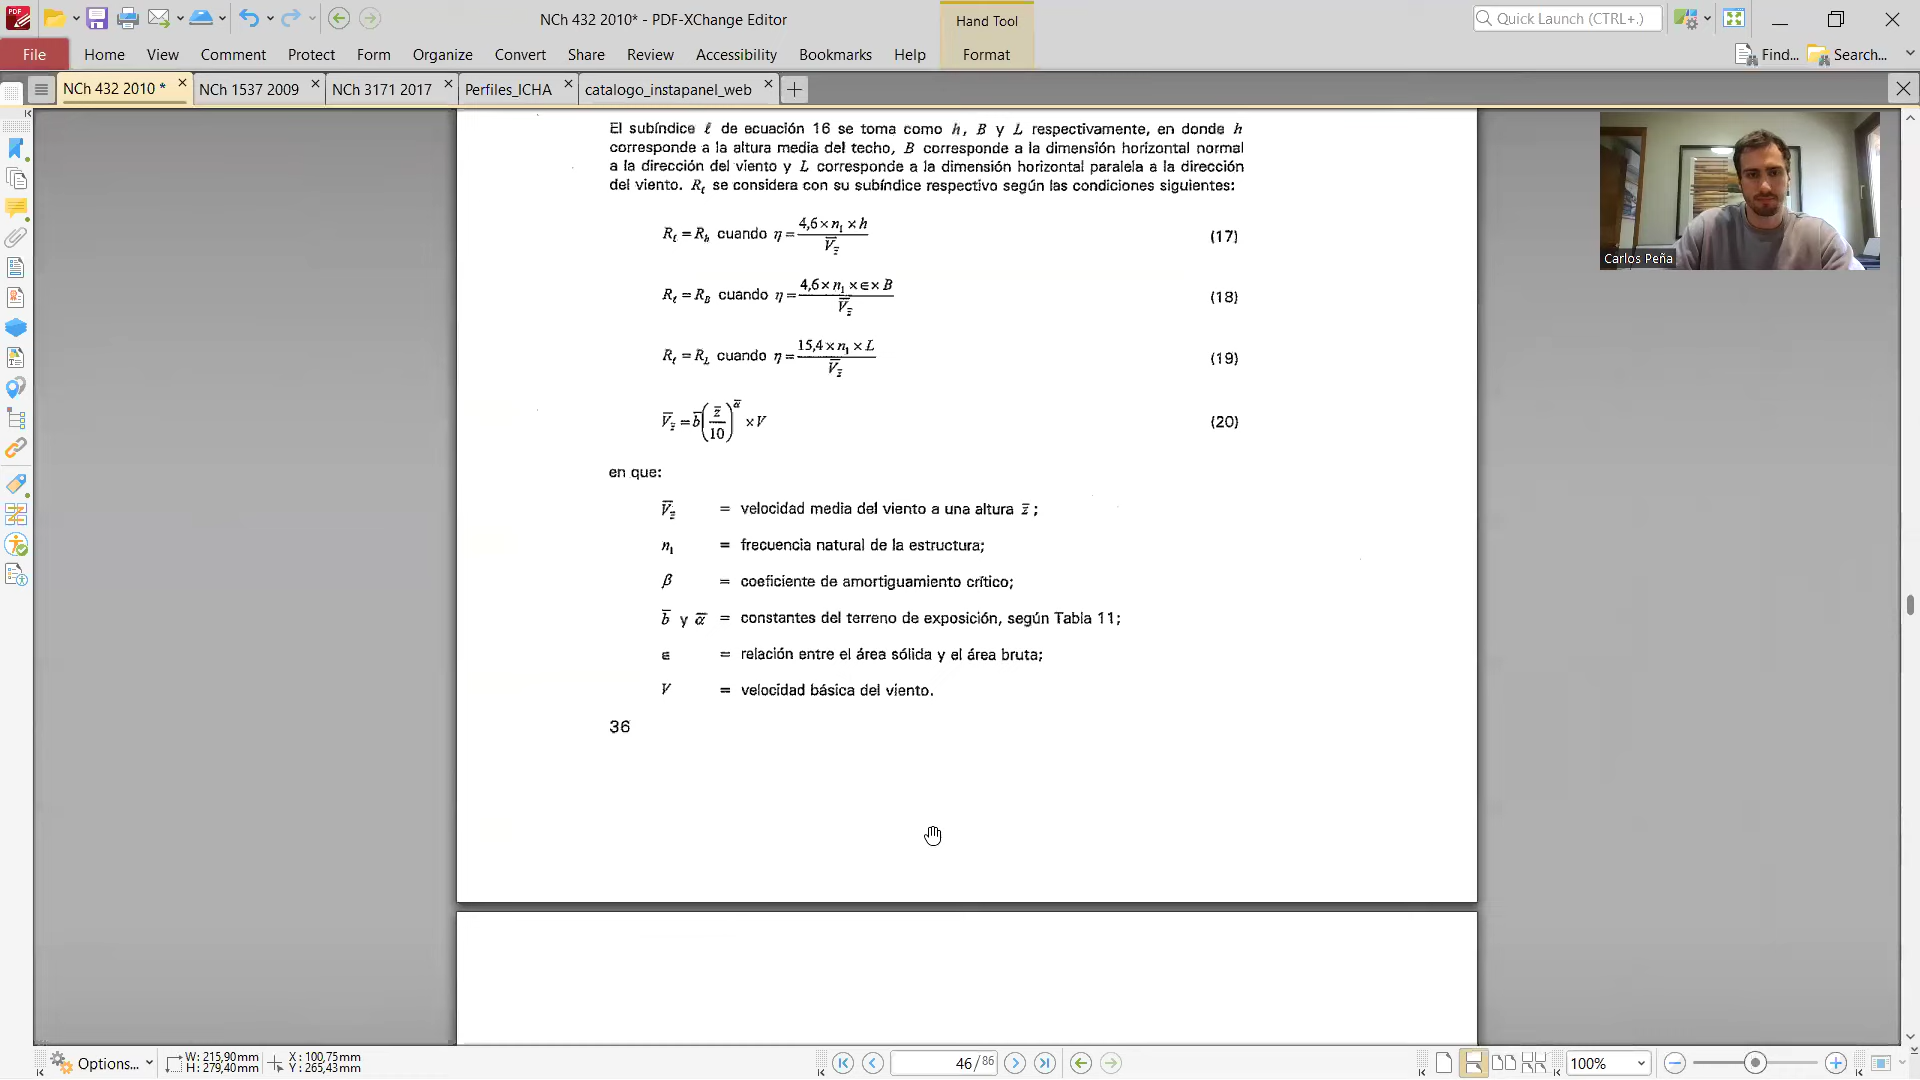 NCh 432 2010* - PDF-XChange Editor
Hand Tool
Quick Launch (CTRL+.)
File Home View Comment Protect Form Organize Convert Share Review Accessibility Bookmarks Help Format Find... Search...
NCh 432 2010 * NCh 1537 2009 NCh 3171 2017 Perfiles_ICHA catalogo_instapanel_web
El subíndice ℓ de ecuación 16 se toma como h, B y L respectivamente, en donde h
corresponde a la altura media del techo, B corresponde a la dimensión horizontal normal
a la dirección del viento y L corresponde a la dimensión horizontal paralela a la dirección
del viento. Rℓ se considera con su subíndice respectivo según las condiciones siguientes:
Rℓ = Rh cuando η = 4,6 × n1 × h / V̄z̄ (17)
Rℓ = RB cuando η = 4,6 × n1 × ∈ × B / V̄z̄ (18)
Rℓ = RL cuando η = 15,4 × n1 × L / V̄z̄ (19)
V̄z̄ = b̄ (z̄ / 10)^ᾱ × V (20)
en que:
V̄z̄ = velocidad media del viento a una altura z̄ ;
n1 = frecuencia natural de la estructura;
β = coeficiente de amortiguamiento crítico;
b̄ y ᾱ = constantes del terreno de exposición, según Tabla 11;
∈ = relación entre el área sólida y el área bruta;
V = velocidad básica del viento.
36
Carlos Peña
Options... W: 215,90mm H: 279,40mm X: 100,75mm Y: 265,43mm 46 / 86 100%